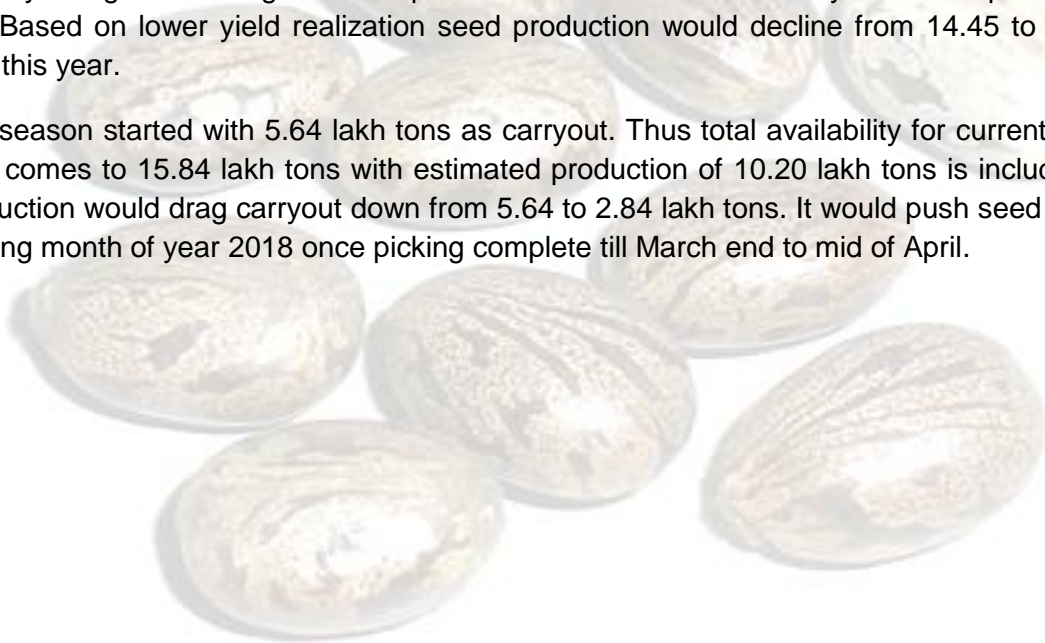 Based on lower yield realization seed production would decline from 14.45 to
this year.
season started with 5.64 lakh tons as carryout. Thus total availability for current
comes to 15.84 lakh tons with estimated production of 10.20 lakh tons is inclu
uction would drag carryout down from 5.64 to 2.84 lakh tons. It would push seed
ng month of year 2018 once picking complete till March end to mid of April.